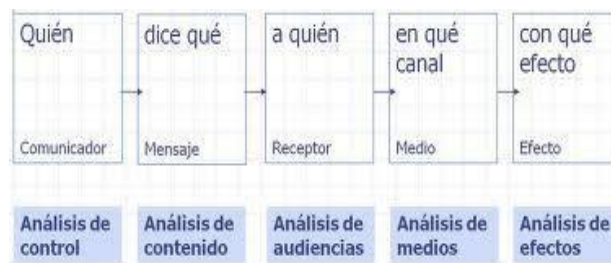 Quién
Comunicador
dice qué
Mensaje
a quién
Receptor
en qué
canal
Medio
con qué
efecto
Efecto
Análisis de
control
Análisis de
contenido
Análisis de
audiencias
Análisis de
medios
Análisis de
efectos